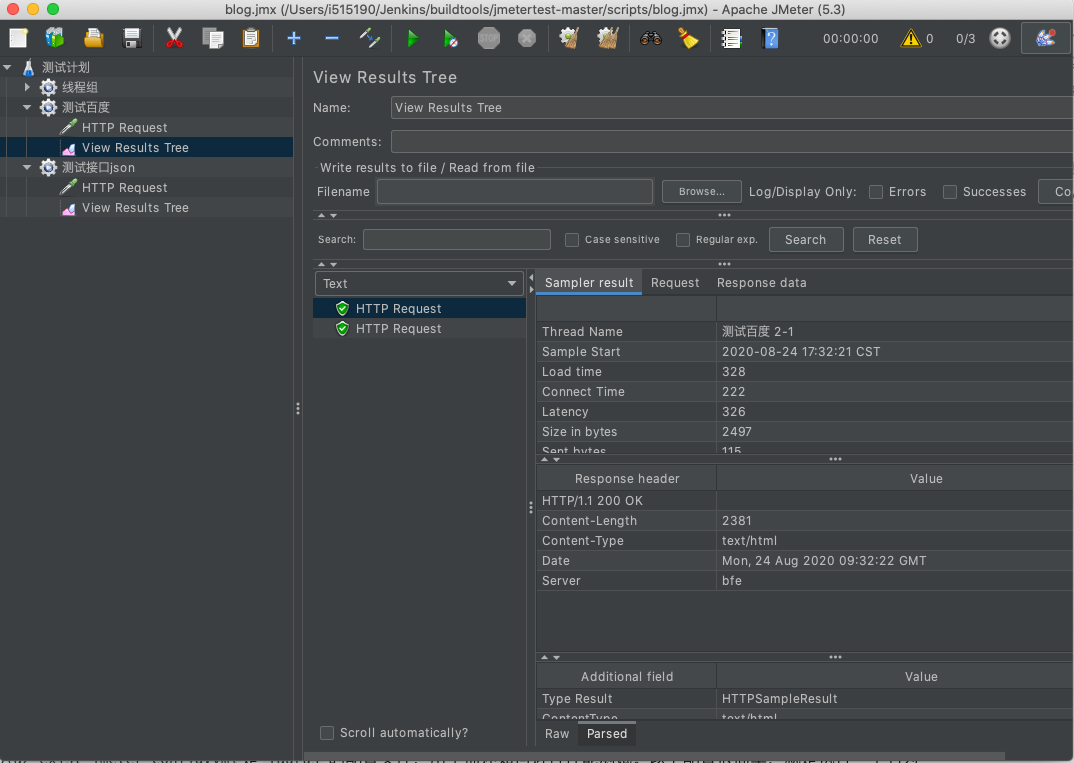 blog.jmx (/Users/i515190/Jenkins/buildtools/jmetertest-master/scripts/blog.jmx) - Apache JMeter (5.3)
STOP 00:00:00 0 0/3
测试计划
线程组
测试百度
HTTP Request
View Results Tree
测试接口json
HTTP Request
View Results Tree
View Results Tree
Name: View Results Tree
Comments:
Write results to file / Read from file
Filename Browse... Log/Display Only: Errors Successes Co
Search: Case sensitive Regular exp. Search Reset
Text
HTTP Request
HTTP Request
Scroll automatically?
Sampler result Request Response data
Thread Name 测试百度 2-1
Sample Start 2020-08-24 17:32:21 CST
Load time 328
Connect Time 222
Latency 326
Size in bytes 2497
Sent bytes 115
Response header Value
HTTP/1.1 200 OK
Content-Length 2381
Content-Type text/html
Date Mon, 24 Aug 2020 09:32:22 GMT
Server bfe
Additional field Value
Type Result HTTPSampleResult
ContentType text/html
Raw Parsed